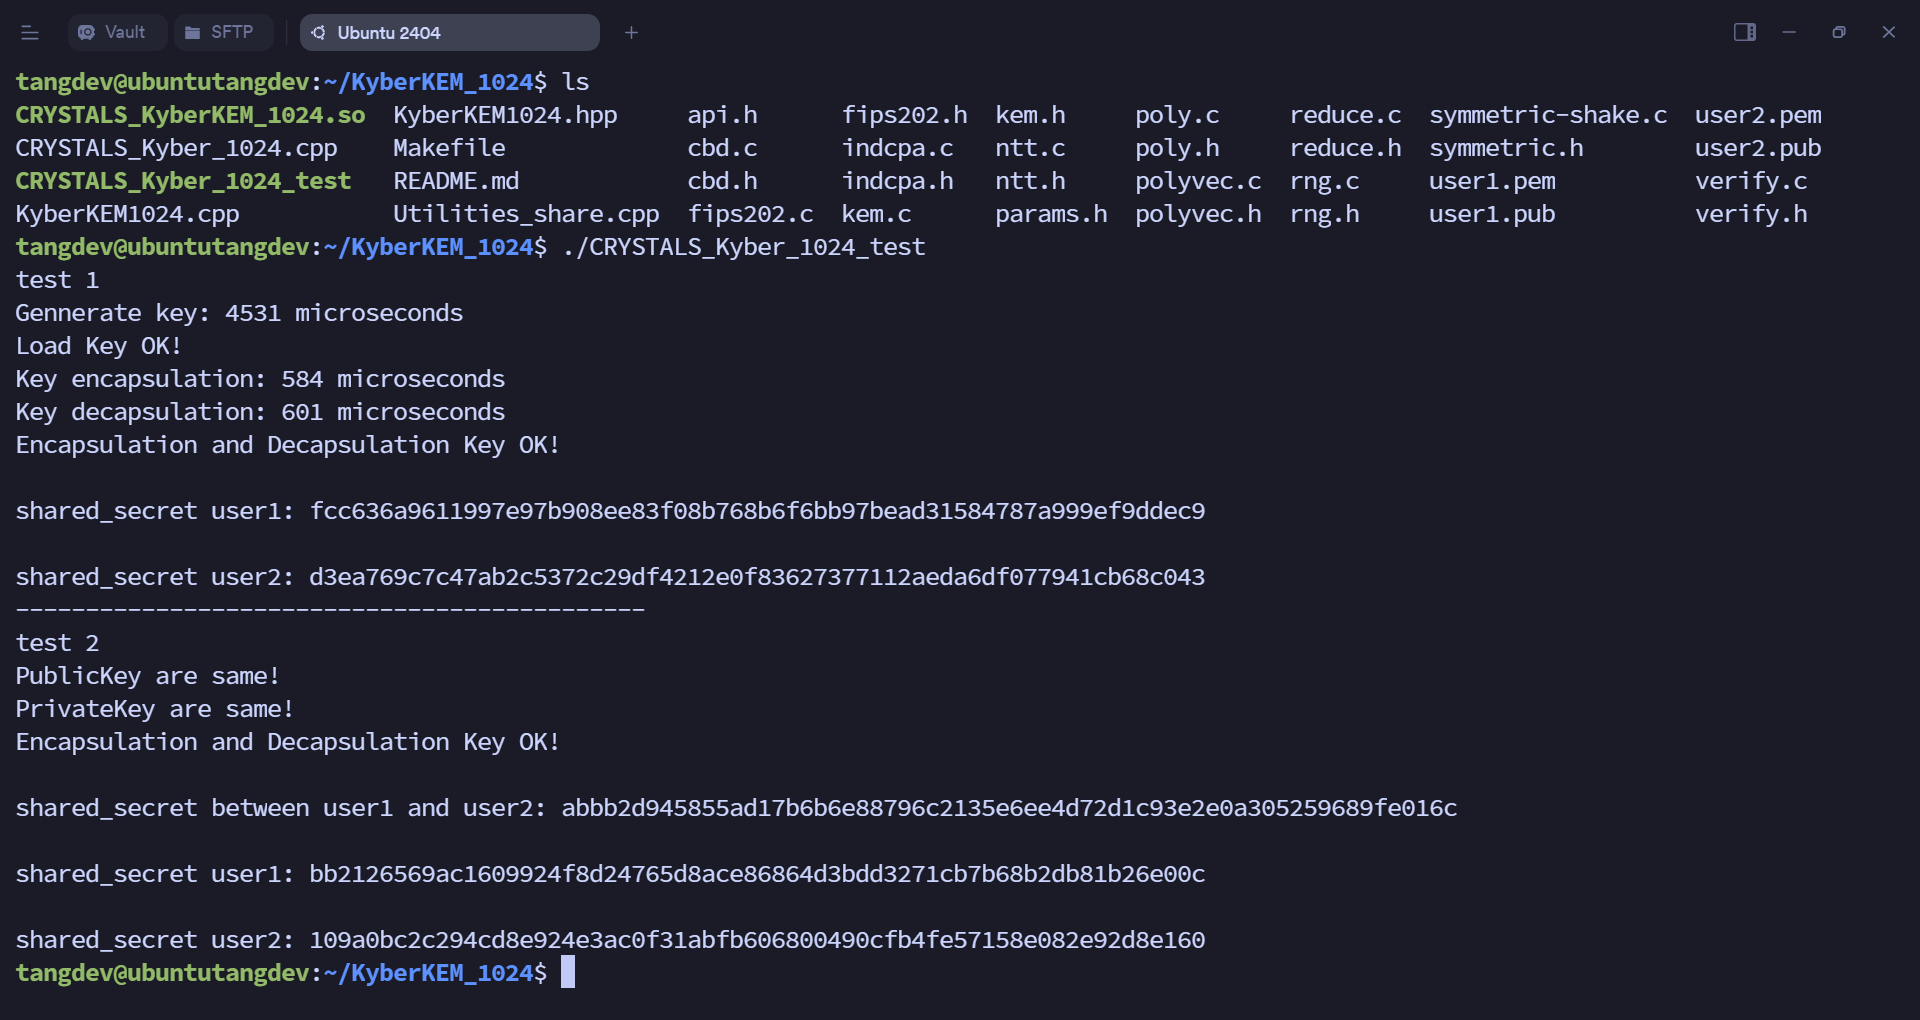 Vault SFTP Ubuntu 2404 +
tangdev@ubuntutangdev:~/KyberKEM_1024$ ls
CRYSTALS_KyberKEM_1024.so KyberKEM1024.hpp api.h fips202.h kem.h poly.c reduce.c symmetric-shake.c user2.pem
CRYSTALS_Kyber_1024.cpp Makefile cbd.c indcpa.c ntt.c poly.h reduce.h symmetric.h user2.pub
CRYSTALS_Kyber_1024_test README.md cbd.h indcpa.h ntt.h polyvec.c rng.c user1.pem verify.c
KyberKEM1024.cpp Utilities_share.cpp fips202.c kem.c params.h polyvec.h rng.h user1.pub verify.h
tangdev@ubuntutangdev:~/KyberKEM_1024$ ./CRYSTALS_Kyber_1024_test
test 1
Gennerate key: 4531 microseconds
Load Key OK!
Key encapsulation: 584 microseconds
Key decapsulation: 601 microseconds
Encapsulation and Decapsulation Key OK!
shared_secret user1: fcc636a9611997e97b908ee83f08b768b6f6bb97bead31584787a999ef9ddec9
shared_secret user2: d3ea769c7c47ab2c5372c29df4212e0f83627377112aeda6df077941cb68c043
---------------------------------------------
test 2
PublicKey are same!
PrivateKey are same!
Encapsulation and Decapsulation Key OK!
shared_secret between user1 and user2: abbb2d945855ad17b6b6e88796c2135e6ee4d72d1c93e2e0a305259689fe016c
shared_secret user1: bb2126569ac1609924f8d24765d8ace86864d3bdd3271cb7b68b2db81b26e00c
shared_secret user2: 109a0bc2c294cd8e924e3ac0f31abfb606800490cfb4fe57158e082e92d8e160
tangdev@ubuntutangdev:~/KyberKEM_1024$